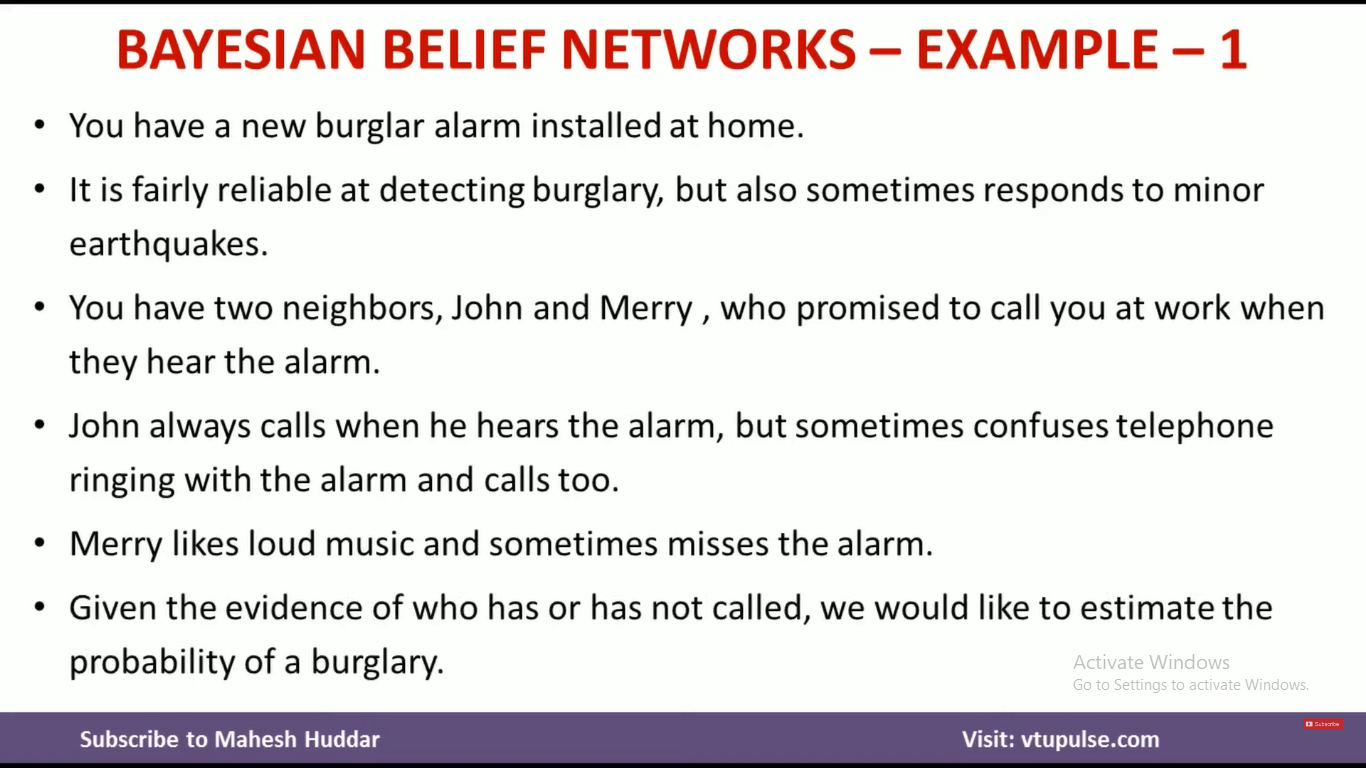 BAYESIAN BELIEF NETWORKS – EXAMPLE – 1
• You have a new burglar alarm installed at home.
• It is fairly reliable at detecting burglary, but also sometimes responds to minor
earthquakes.
• You have two neighbors, John and Merry , who promised to call you at work when
they hear the alarm.
• John always calls when he hears the alarm, but sometimes confuses telephone
ringing with the alarm and calls too.
• Merry likes loud music and sometimes misses the alarm.
• Given the evidence of who has or has not called, we would like to estimate the
probability of a burglary.
Activate Windows
Go to Settings to activate Windows.
Subscribe
Subscribe to Mahesh Huddar
Visit: vtupulse.com